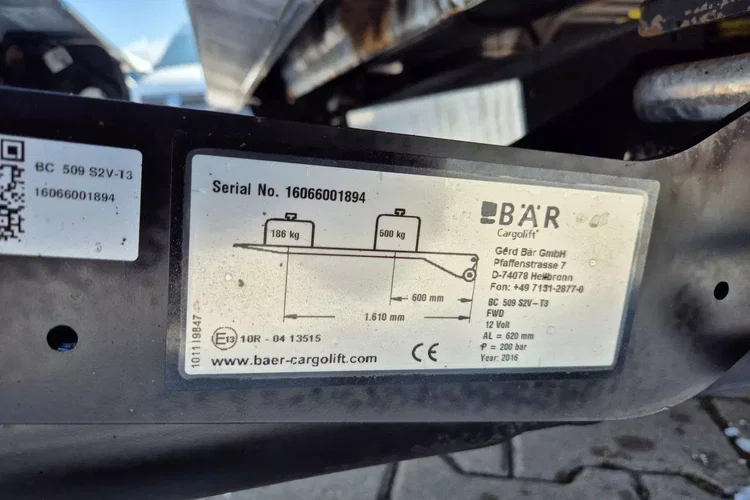 BC 509 S2V-T3
16066001894
Serial No. 16066001894
186 kg
500 kg
600 mm
1.610 mm
101119847
E13 10R - 04 13515
www.baer-cargolift.com
CE
BÄR
Cargolift
Gerd Bär GmbH
Pfaffenstrasse 7
D-74078 Heilbronn
Fon: +49 7131-2877-0
BC 509 S2V-T3
FWD
12 Volt
AL = 620 mm
P = 200 bar
Year: 2016